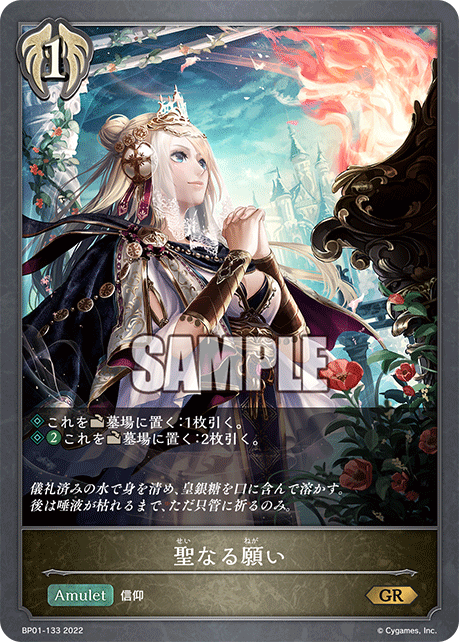 1
SAMPLE
これを墓場に置く:1枚引く。
2 これを墓場に置く:2枚引く。
儀礼済みの水で身を清め、皇銀糖を口に含んで溶かす。
後は唾液が枯れるまで、ただ只管に祈るのみ。
せい ねが
聖なる願い
Amulet 信仰 GR
BP01-133 2022 © Cygames, Inc.